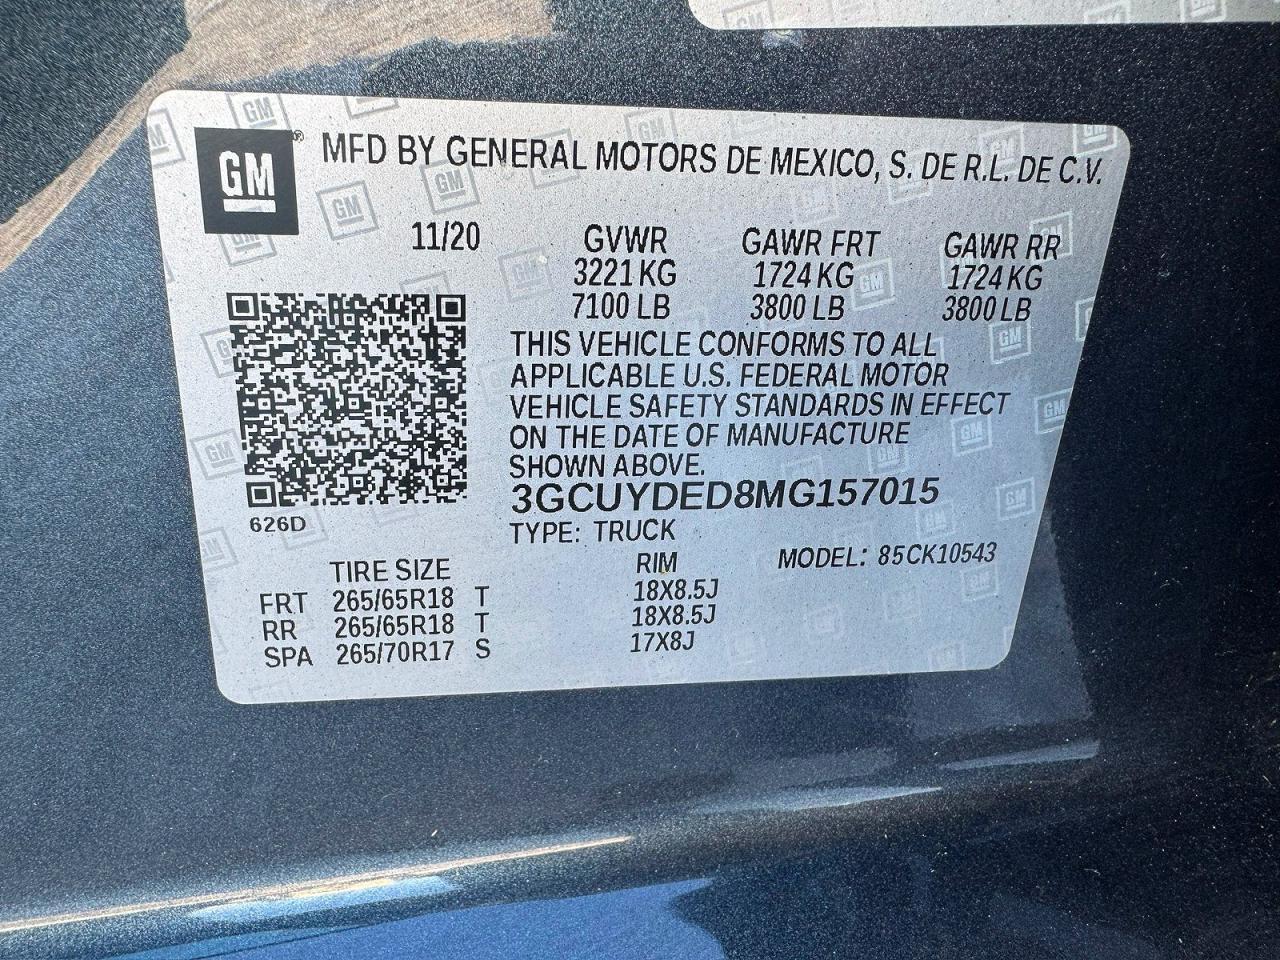 GM® MFD BY GENERAL MOTORS DE MEXICO, S. DE R.L. DE C.V.
11/20 GVWR GAWR FRT GAWR RR
3221 KG 1724 KG 1724 KG
7100 LB 3800 LB 3800 LB
THIS VEHICLE CONFORMS TO ALL
APPLICABLE U.S. FEDERAL MOTOR
VEHICLE SAFETY STANDARDS IN EFFECT
ON THE DATE OF MANUFACTURE
SHOWN ABOVE.
3GCUYDED8MG157015
626D
TYPE: TRUCK
MODEL: 85CK10543
TIRE SIZE RIM
FRT 265/65R18 T 18X8.5J
RR 265/65R18 T 18X8.5J
SPA 265/70R17 S 17X8J